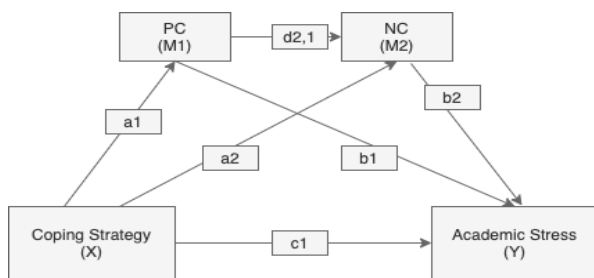 PC
(M1)
d2,1
NC
(M2)
a1
b2
a2
b1
Coping Strategy
(X)
c1
Academic Stress
(Y)